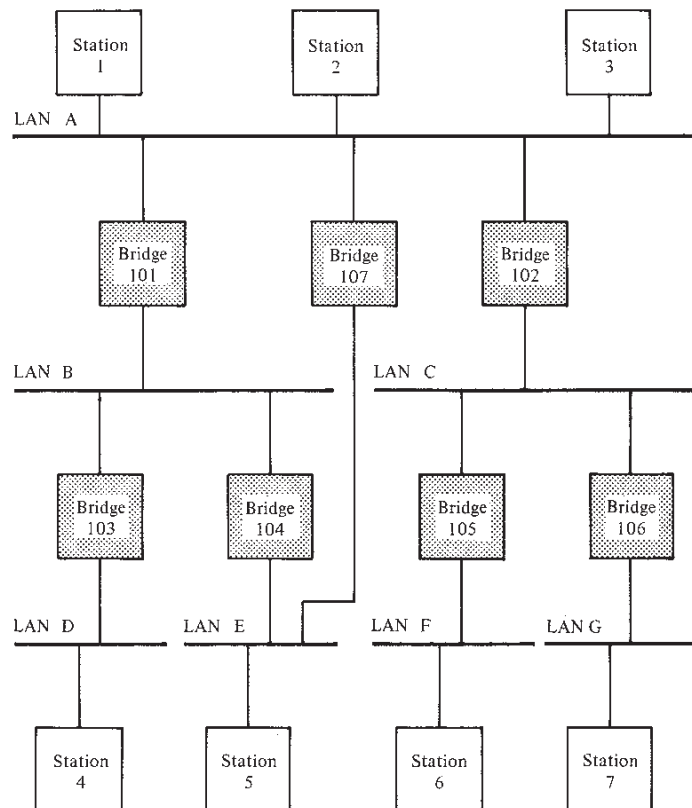 Station
1
Station
2
Station
3
LAN A
Bridge
101
Bridge
107
Bridge
102
LAN B
LAN C
Bridge
103
Bridge
104
Bridge
105
Bridge
106
LAN D
LAN E
LAN F
LAN G
Station
4
Station
5
Station
6
Station
7